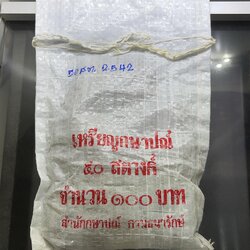 เหรียญกษาปณ์
๕๐ สตางค์
จำนวน ๑๐๐ บาท
สำนักกษาปณ์ กรมธนารักษ์